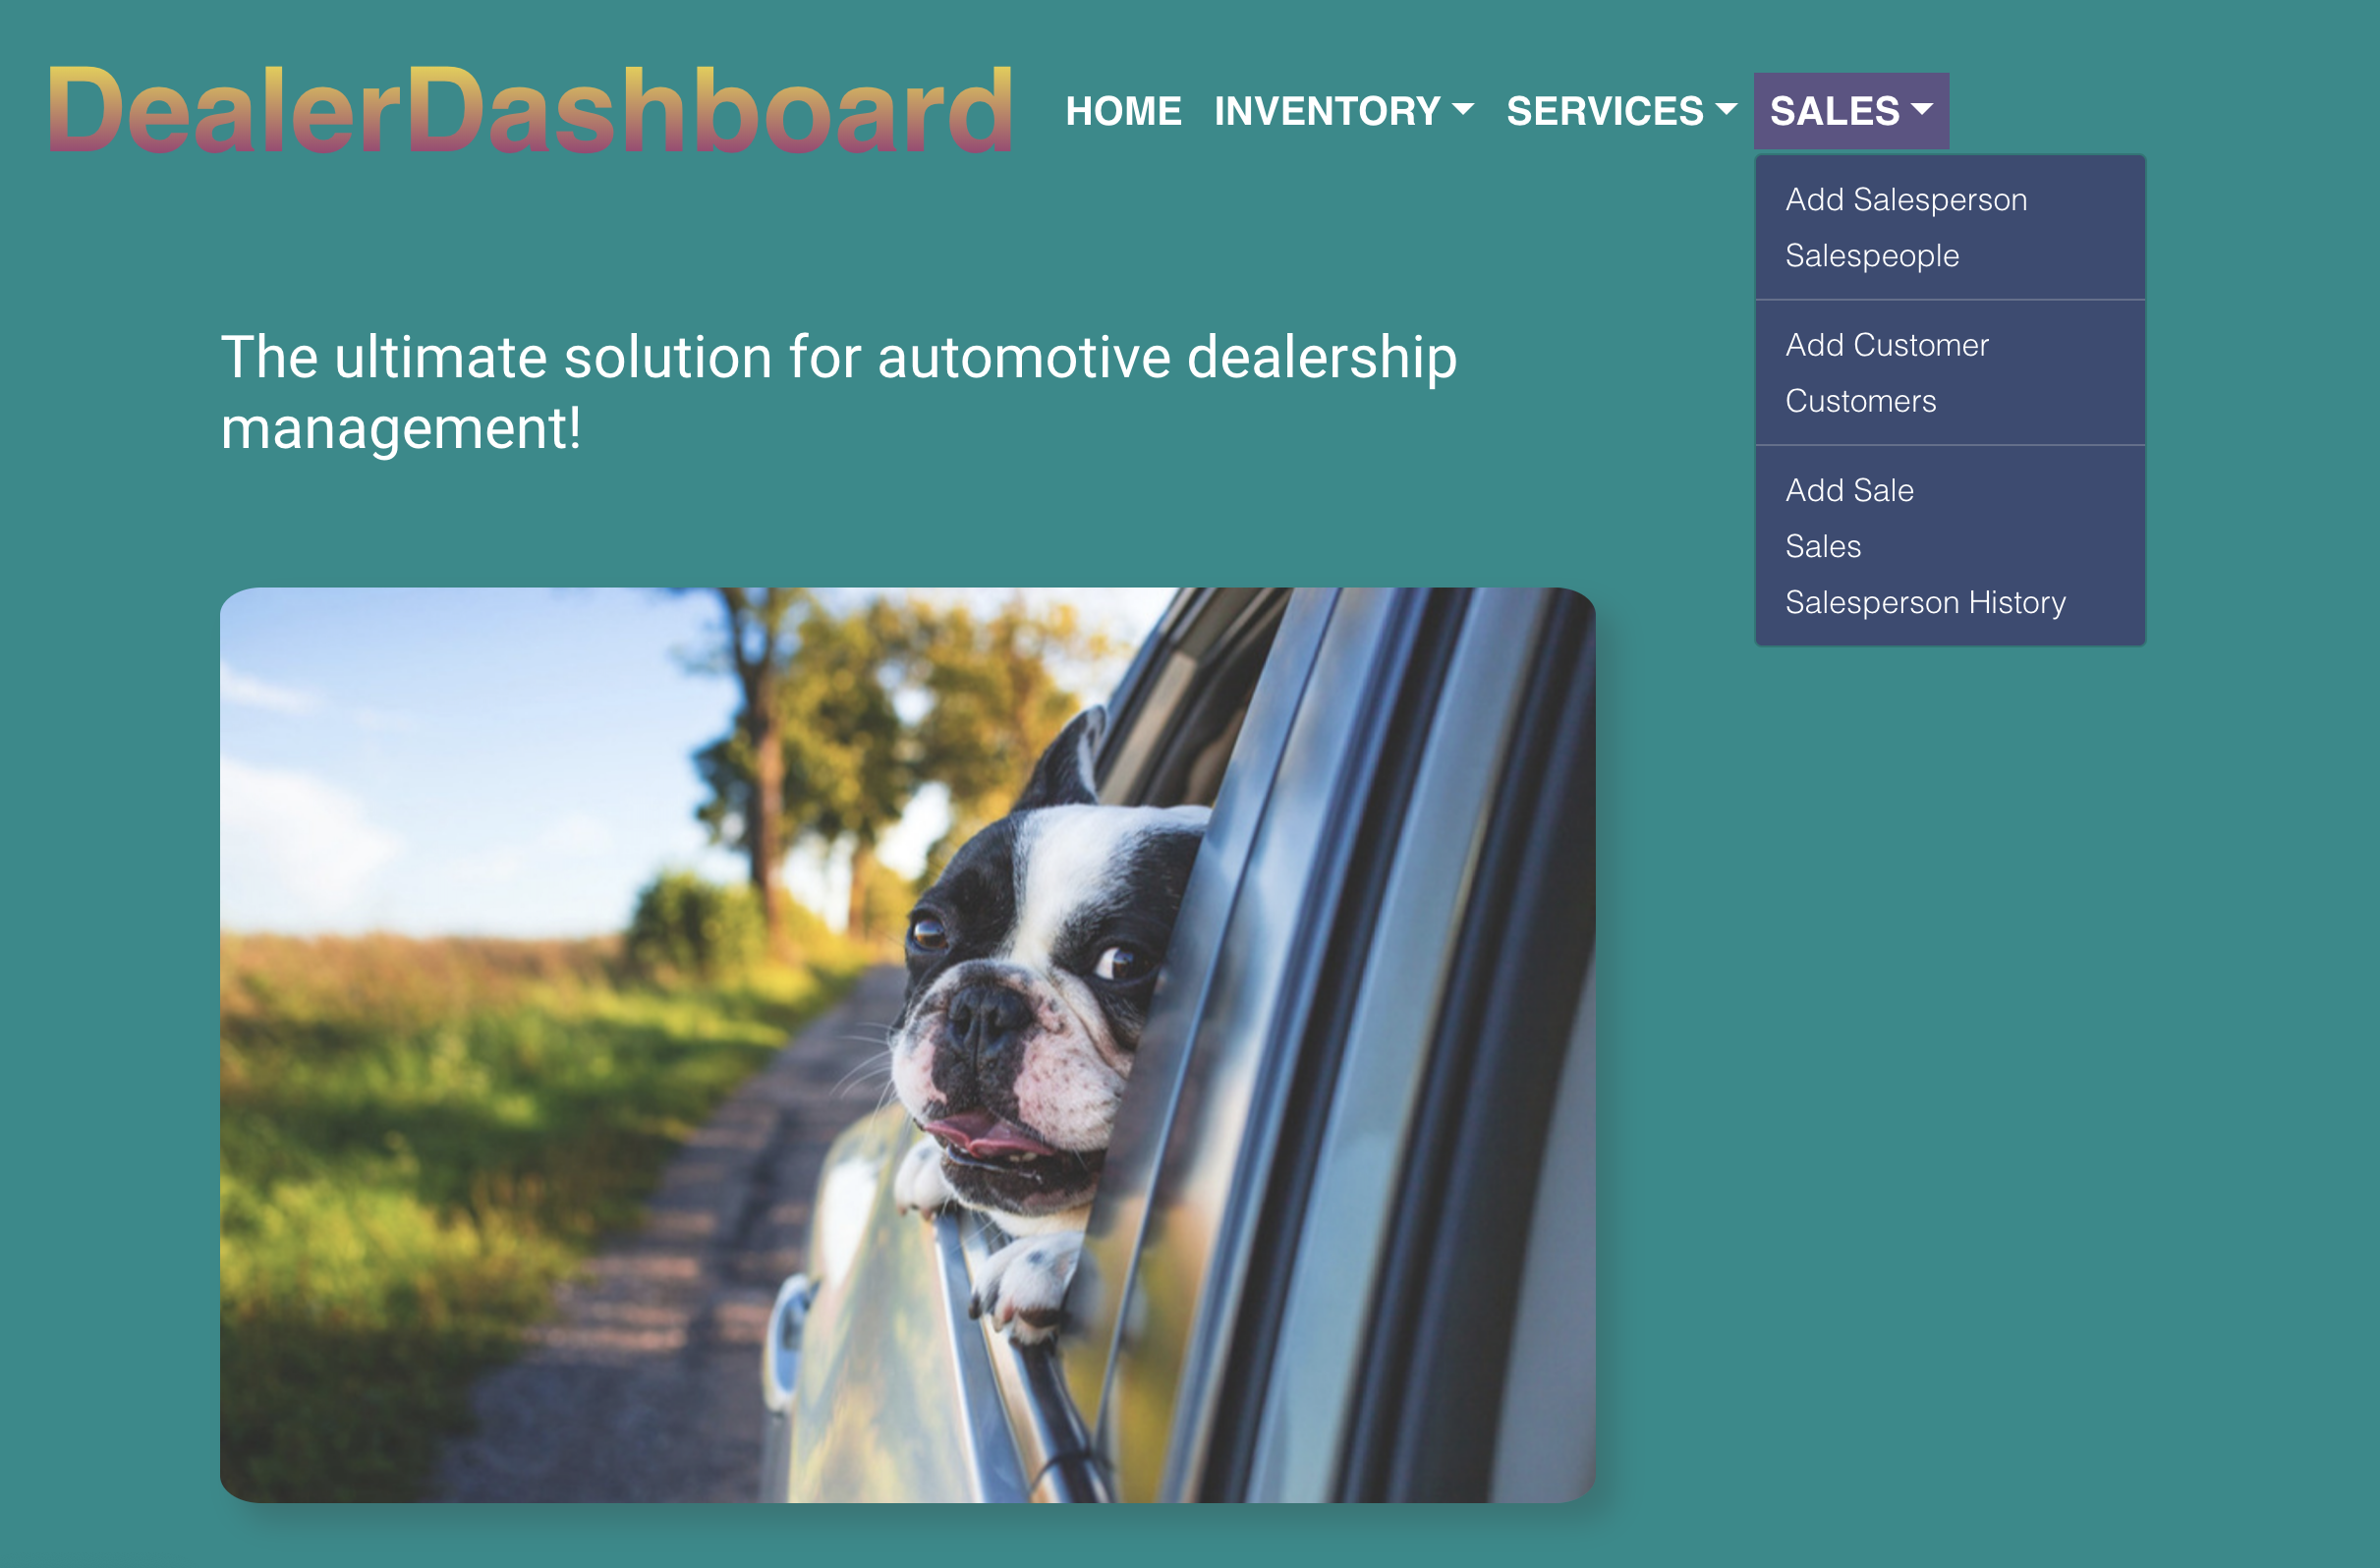 DealerDashboard HOME INVENTORY SERVICES SALES
Add Salesperson
Salespeople
Add Customer
Customers
Add Sale
Sales
Salesperson History
The ultimate solution for automotive dealership
management!